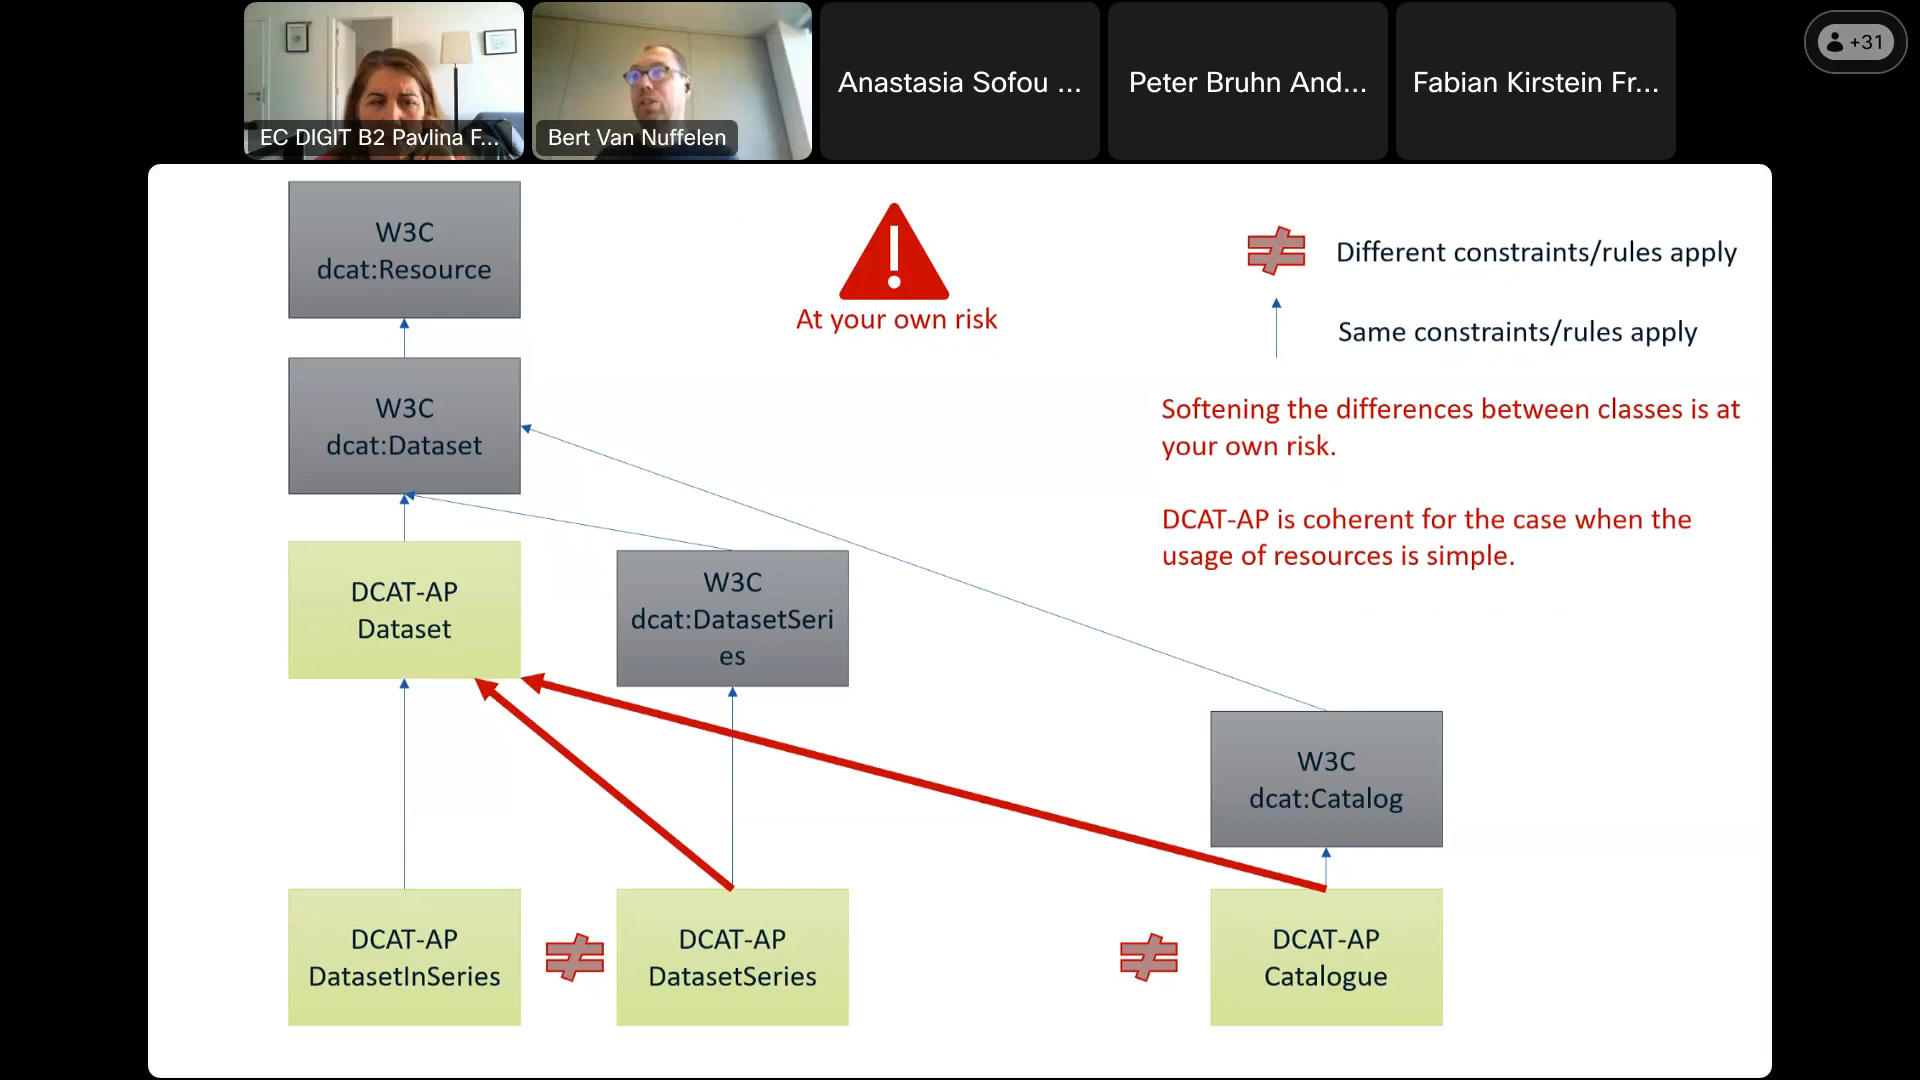 EC DIGIT B2 Pavlina F...
Bert Van Nuffelen
Anastasia Sofou ...
Peter Bruhn And...
Fabian Kirstein Fr...
+31
W3C
dcat:Resource
At your own risk
Different constraints/rules apply
Same constraints/rules apply
W3C
dcat:Dataset
Softening the differences between classes is at
your own risk.
DCAT-AP is coherent for the case when the
usage of resources is simple.
DCAT-AP
Dataset
W3C
dcat:DatasetSeri
es
W3C
dcat:Catalog
DCAT-AP
DatasetInSeries
DCAT-AP
DatasetSeries
DCAT-AP
Catalogue